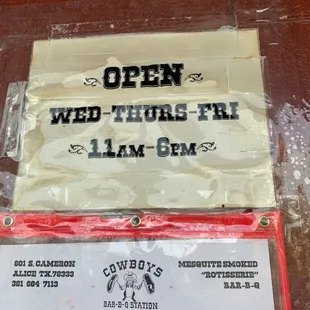 OPEN
WED-THURS-FRI
11AM-6PM
601 S. CAMERON
ALICE TX.78333
361 664 7113
COWBOYS
BAR-B-Q STATION
MESQUITE SMOKED
"ROTISSERIE"
BAR-B-Q